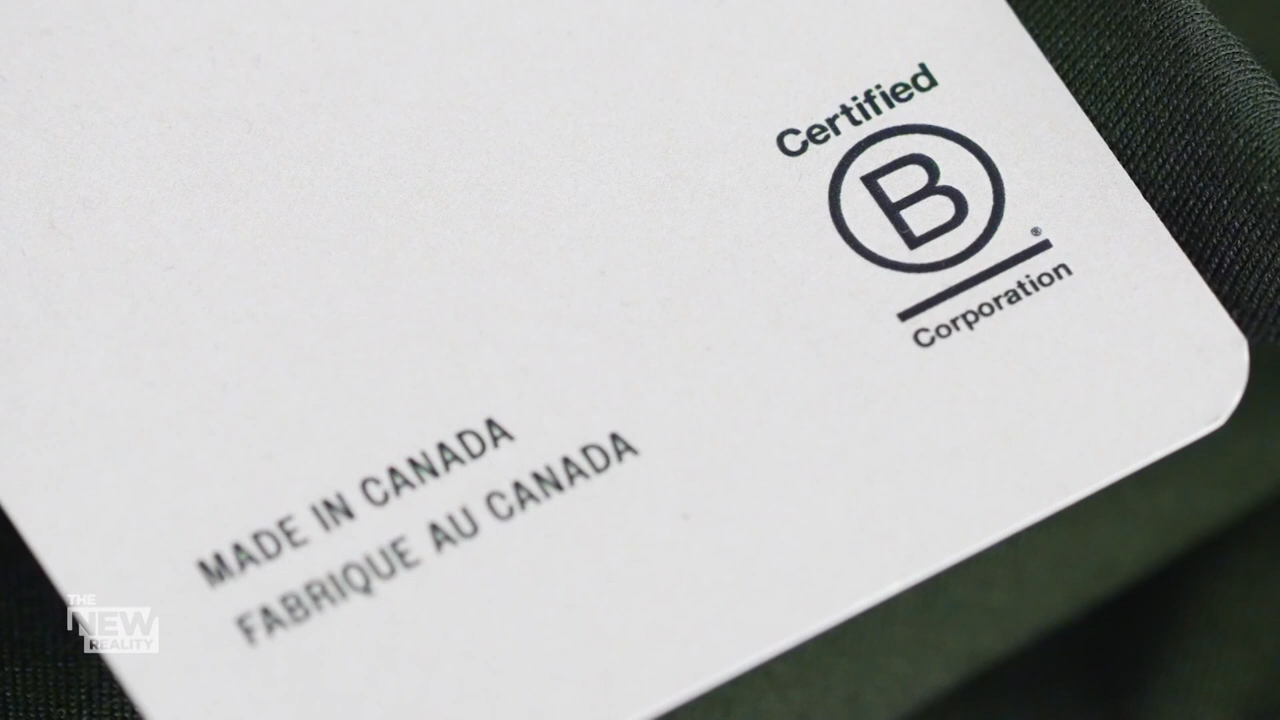 Certified
B
®
Corporation
MADE IN CANADA
FABRIQUE AU CANADA
THE
NEW
REALITY